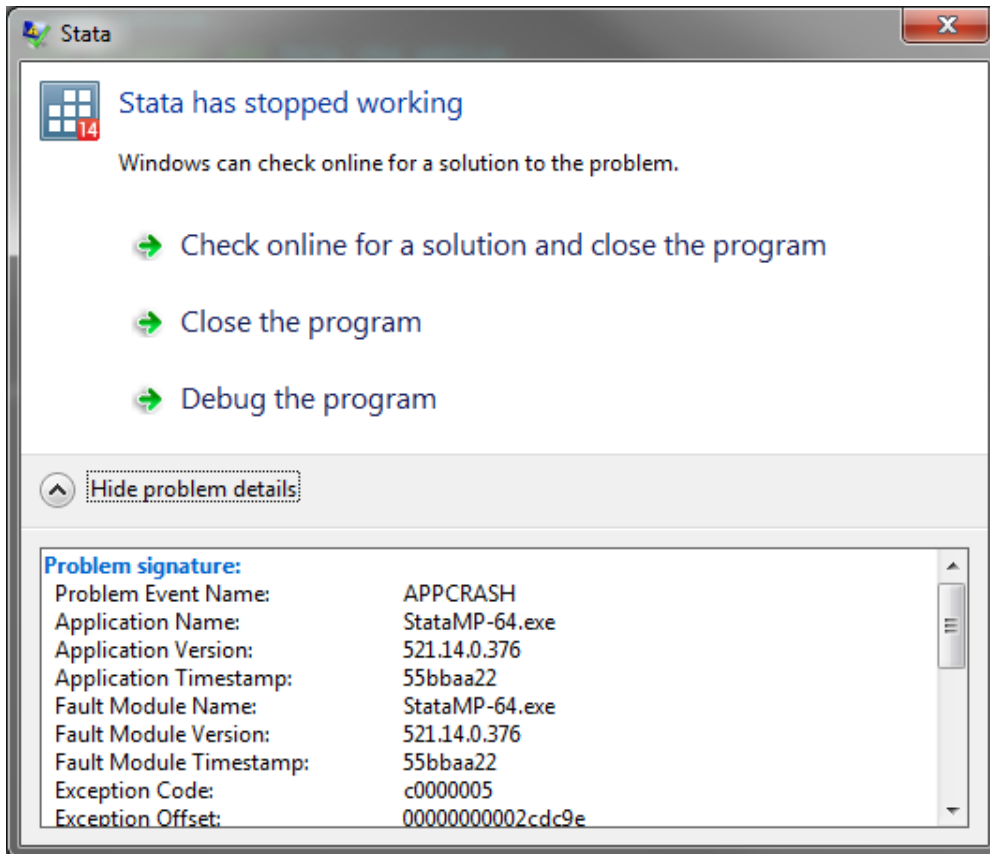 Stata
Stata has stopped working
14
Windows can check online for a solution to the problem.
Check online for a solution and close the program
Close the program
Debug the program
Hide problem details
Problem signature:
Problem Event Name: APPCRASH
Application Name: StataMP-64.exe
Application Version: 521.14.0.376
Application Timestamp: 55bbaa22
Fault Module Name: StataMP-64.exe
Fault Module Version: 521.14.0.376
Fault Module Timestamp: 55bbaa22
Exception Code: c0000005
Exception Offset: 00000000002cdc9e